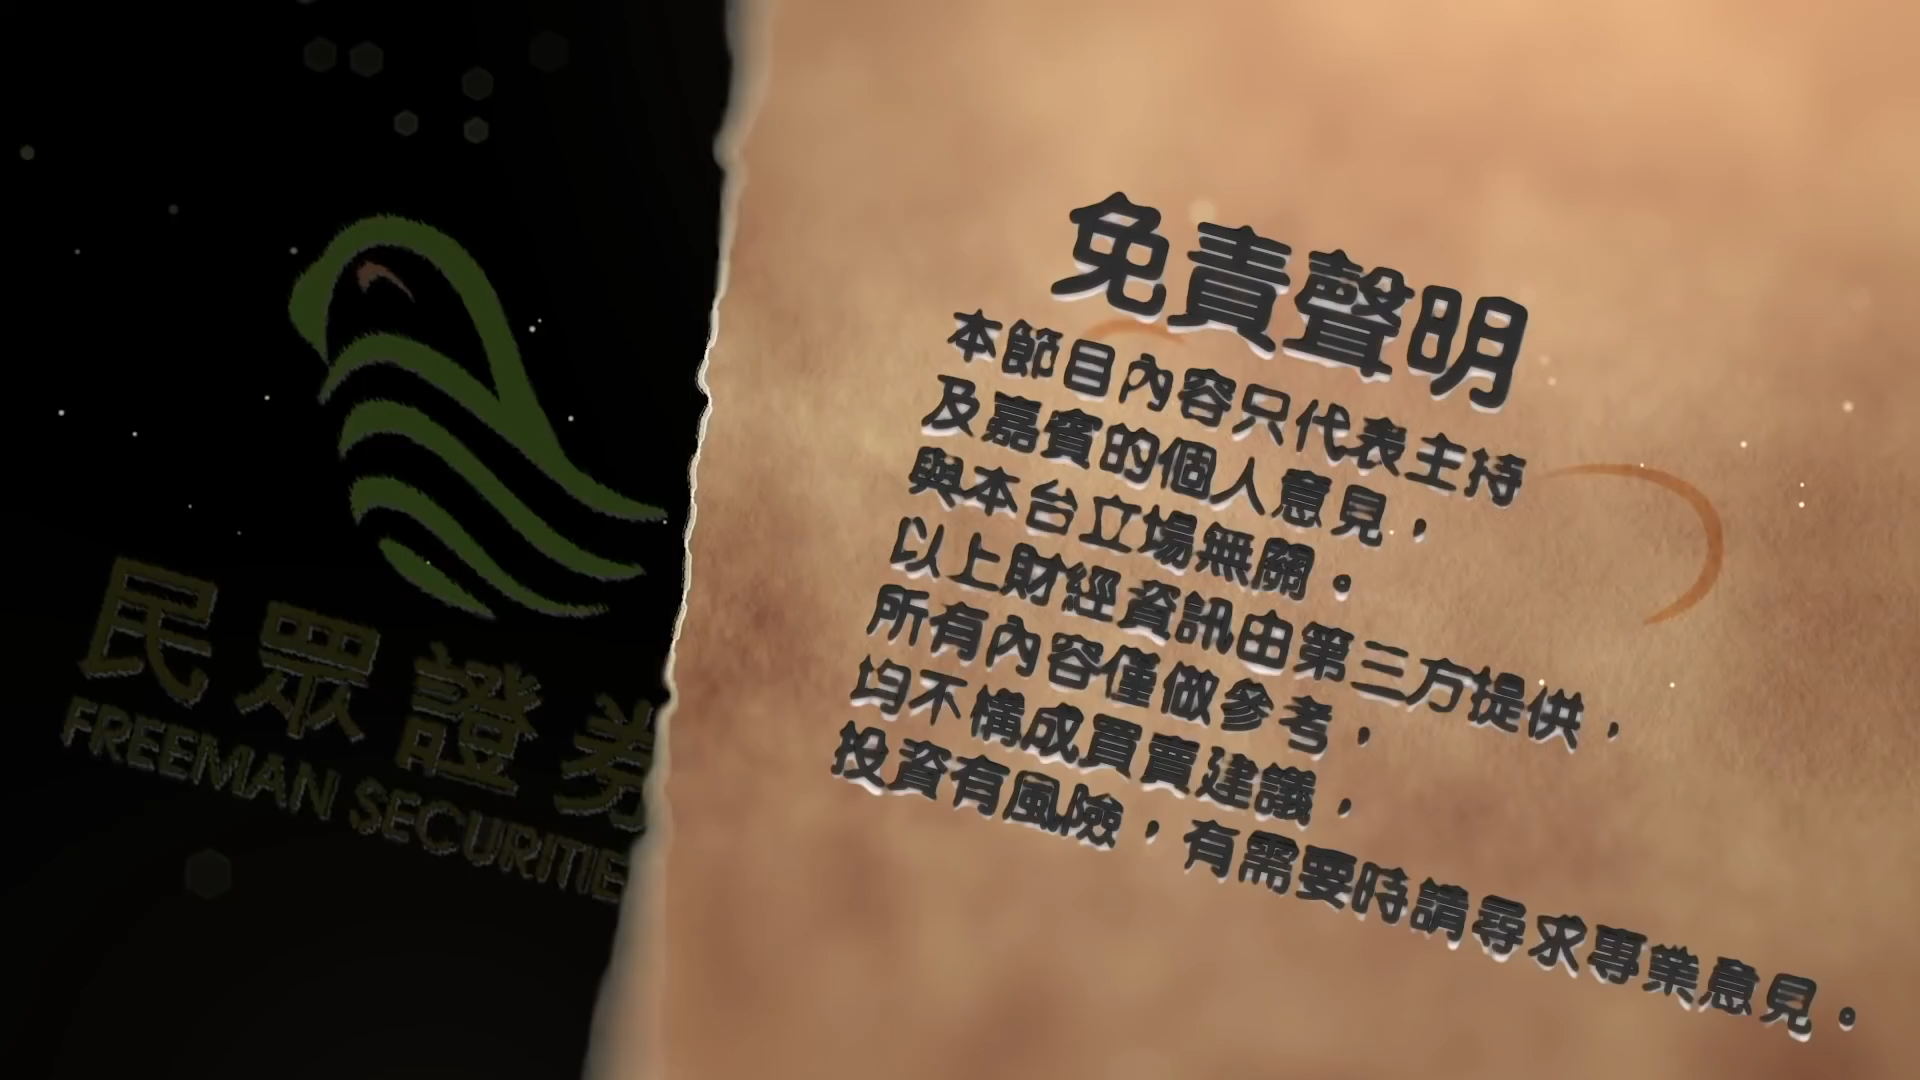 民眾證券
FREEMAN SECURITIE
免責聲明
本節目內容只代表主持
及嘉賓的個人意見，
與本台立場無關。
以上財經資訊由第三方提供，
所有內容僅做參考，
均不構成買賣建議，
投資有風險，有需要時請尋求專業意見。